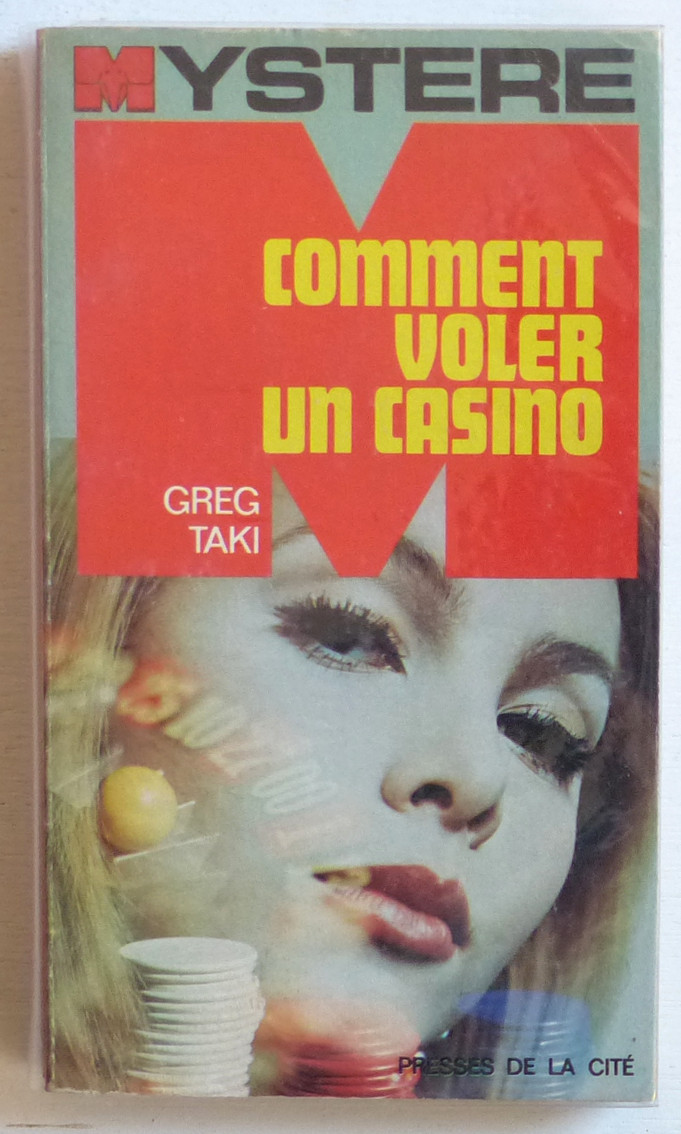 MYSTERE
COMMENT
VOLER
UN CASINO
GREG
TAKI
PRESSES DE LA CITÉ